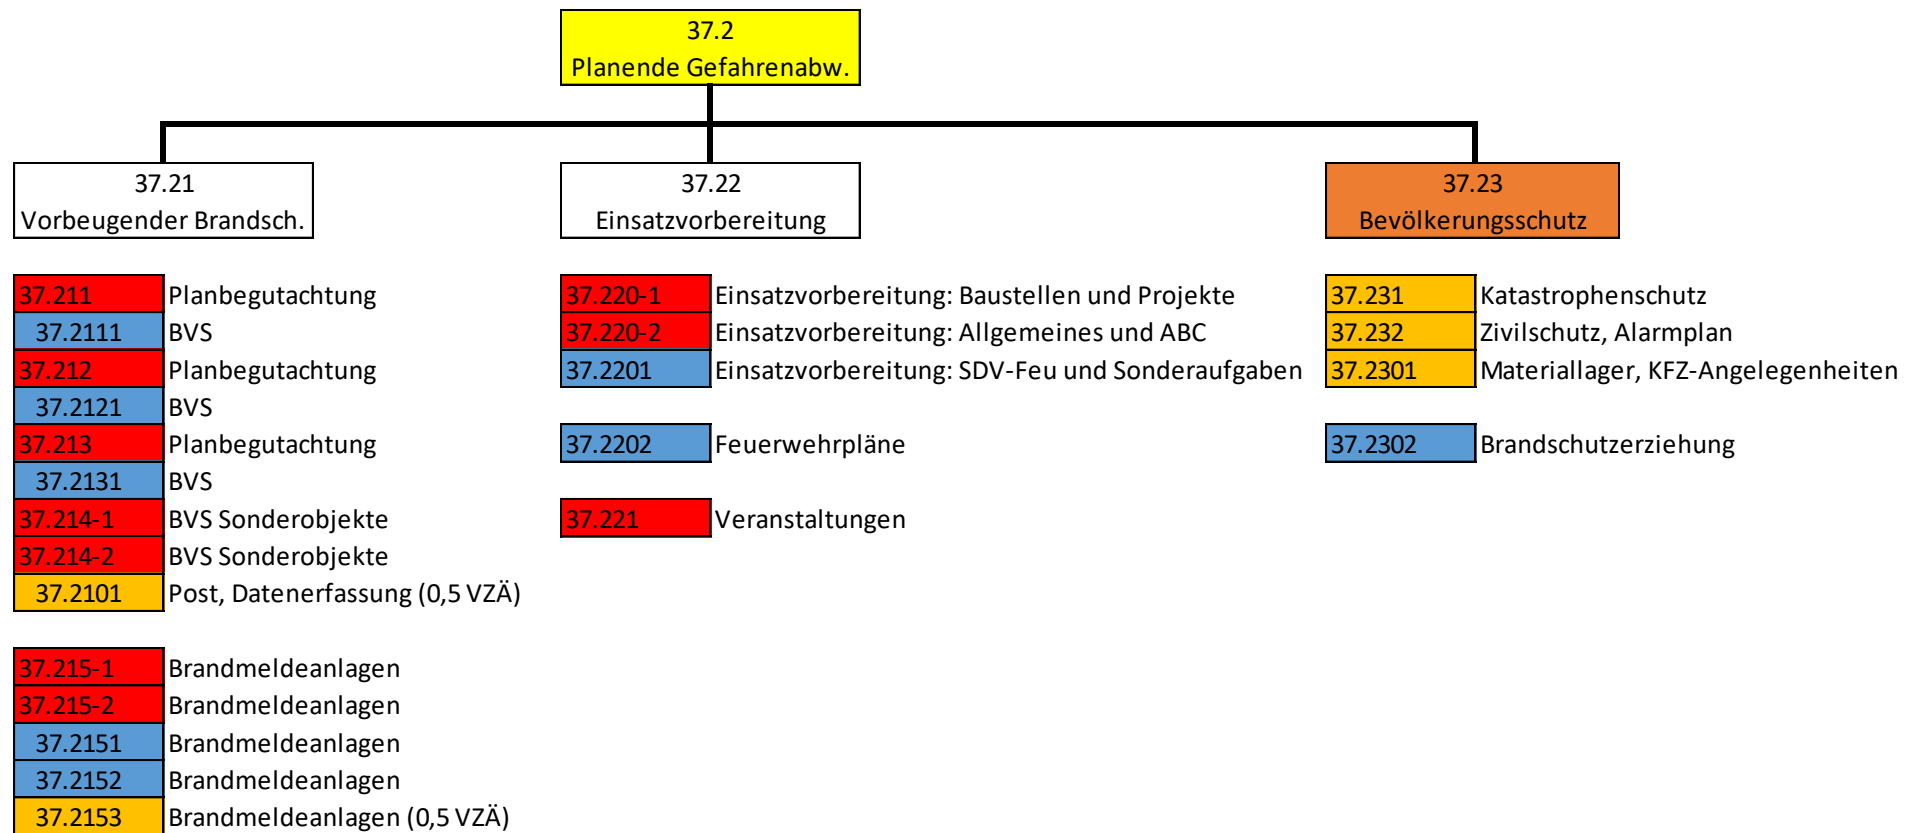 37.2
Planende Gefahrenabw.
37.21
Vorbeugender Brandsch.
37.22
Einsatzvorbereitung
37.23
Bevölkerungsschutz
37.211 Planbegutachtung
37.2111 BVS
37.212 Planbegutachtung
37.2121 BVS
37.213 Planbegutachtung
37.2131 BVS
37.214-1 BVS Sonderobjekte
37.214-2 BVS Sonderobjekte
37.2101 Post, Datenerfassung (0,5 VZÄ)
37.215-1 Brandmeldeanlagen
37.215-2 Brandmeldeanlagen
37.2151 Brandmeldeanlagen
37.2152 Brandmeldeanlagen
37.2153 Brandmeldeanlagen (0,5 VZÄ)
37.220-1 Einsatzvorbereitung: Baustellen und Projekte
37.220-2 Einsatzvorbereitung: Allgemeines und ABC
37.2201 Einsatzvorbereitung: SDV-Feu und Sonderaufgaben
37.2202 Feuerwehrpläne
37.221 Veranstaltungen
37.231 Katastrophenschutz
37.232 Zivilschutz, Alarmplan
37.2301 Materiallager, KFZ-Angelegenheiten
37.2302 Brandschutzerziehung